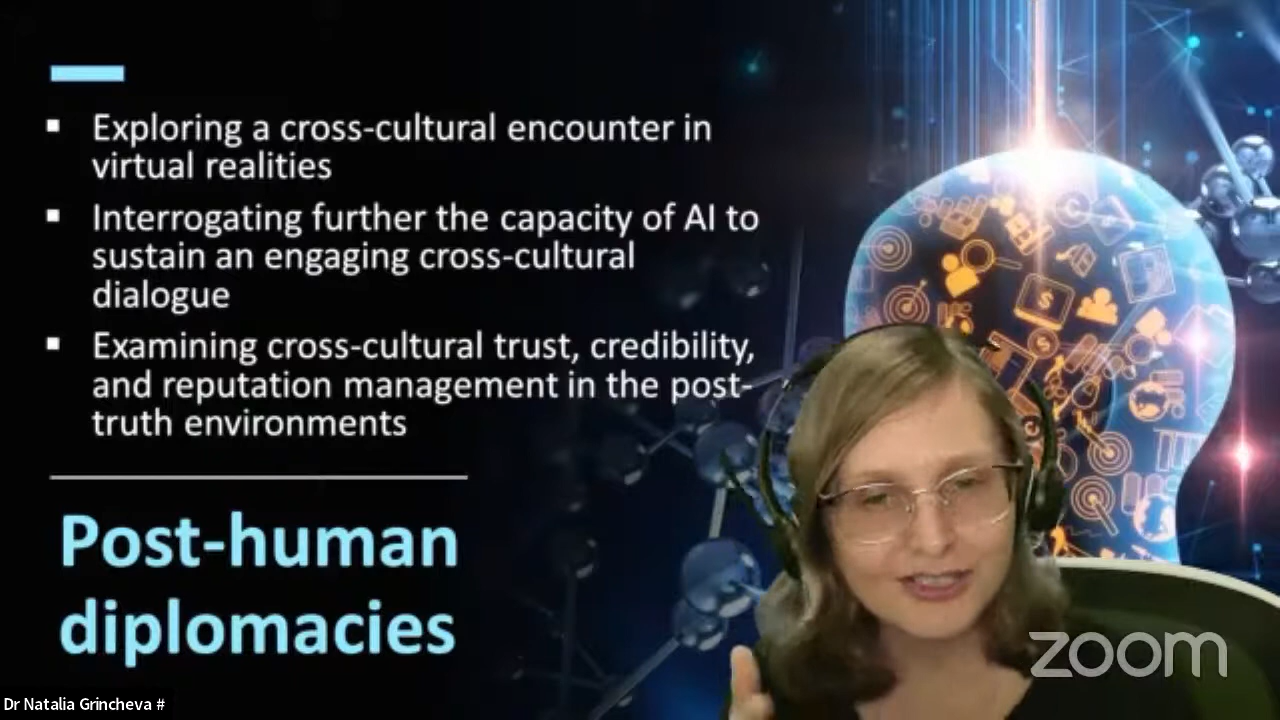 ▪ Exploring a cross-cultural encounter in
virtual realities
▪ Interrogating further the capacity of AI to
sustain an engaging cross-cultural
dialogue
▪ Examining cross-cultural trust, credibility,
and reputation management in the post-
truth environments
Post-human
diplomacies
zoom
Dr Natalia Grincheva #